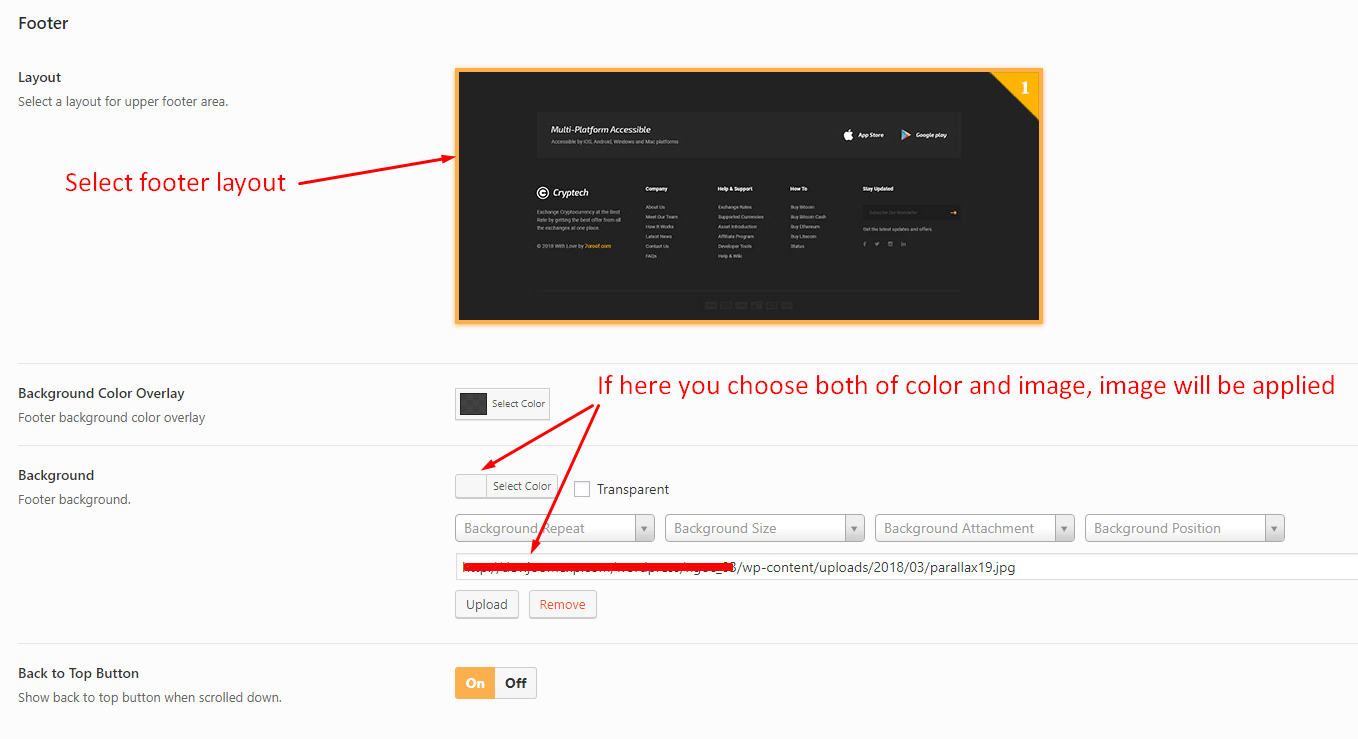 Footer
Layout
Select a layout for upper footer area.
Select footer layout
1
Multi-Platform Accessible
Accessible by iOS, Android, Windows and Mac platforms
App Store
Google play
Cryptech
Exchange Cryptocurrency at the Best
Rate by getting the best offer from all
the exchanges at one place.
© 2018 With Love by 7oroof.com
Company
About Us
Meet Our Team
How It Works
Latest News
Contact Us
FAQs
Help & Support
Exchange Rates
Supported Currencies
Asset Introduction
Affiliate Program
Developer Tools
Help & Wiki
How To
Buy Bitcoin
Buy Bitcoin Cash
Buy Ethereum
Buy Litecoin
Status
Stay Updated
Subscribe Our Newsletter
Get the latest updates and offers.
If here you choose both of color and image, image will be applied
Background Color Overlay
Footer background color overlay
Select Color
Background
Footer background.
Select Color
Transparent
Background Repeat
Background Size
Background Attachment
Background Position
/wp-content/uploads/2018/03/parallax19.jpg
Upload
Remove
Back to Top Button
Show back to top button when scrolled down.
On
Off